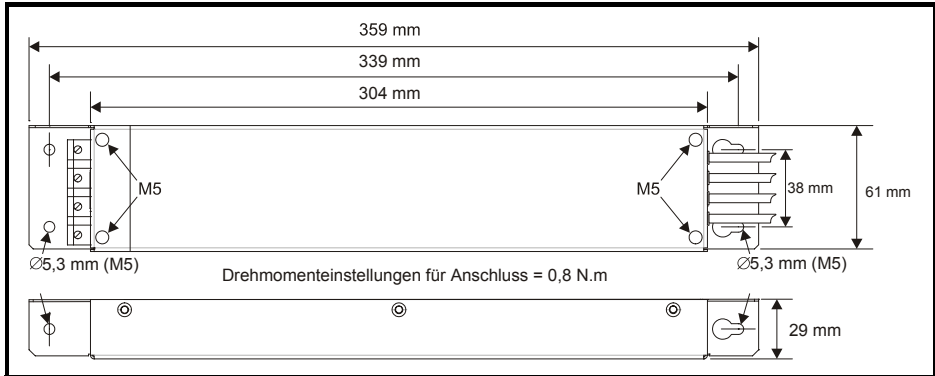 359 mm
339 mm
304 mm
M5
M5
38 mm
61 mm
∅5,3 mm (M5)
∅5,3 mm (M5)
Drehmomenteinstellungen für Anschluss = 0,8 N.m
29 mm